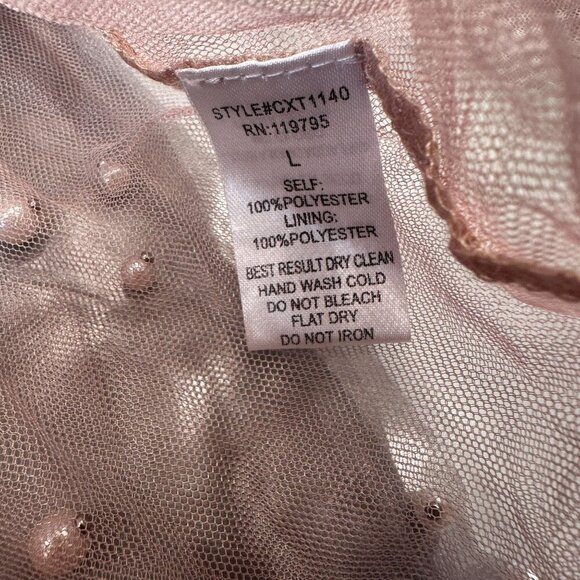 STYLE#CXT1140
RN:119795
L
SELF:
100%POLYESTER
LINING:
100%POLYESTER
BEST RESULT DRY CLEAN
HAND WASH COLD
DO NOT BLEACH
FLAT DRY
DO NOT IRON